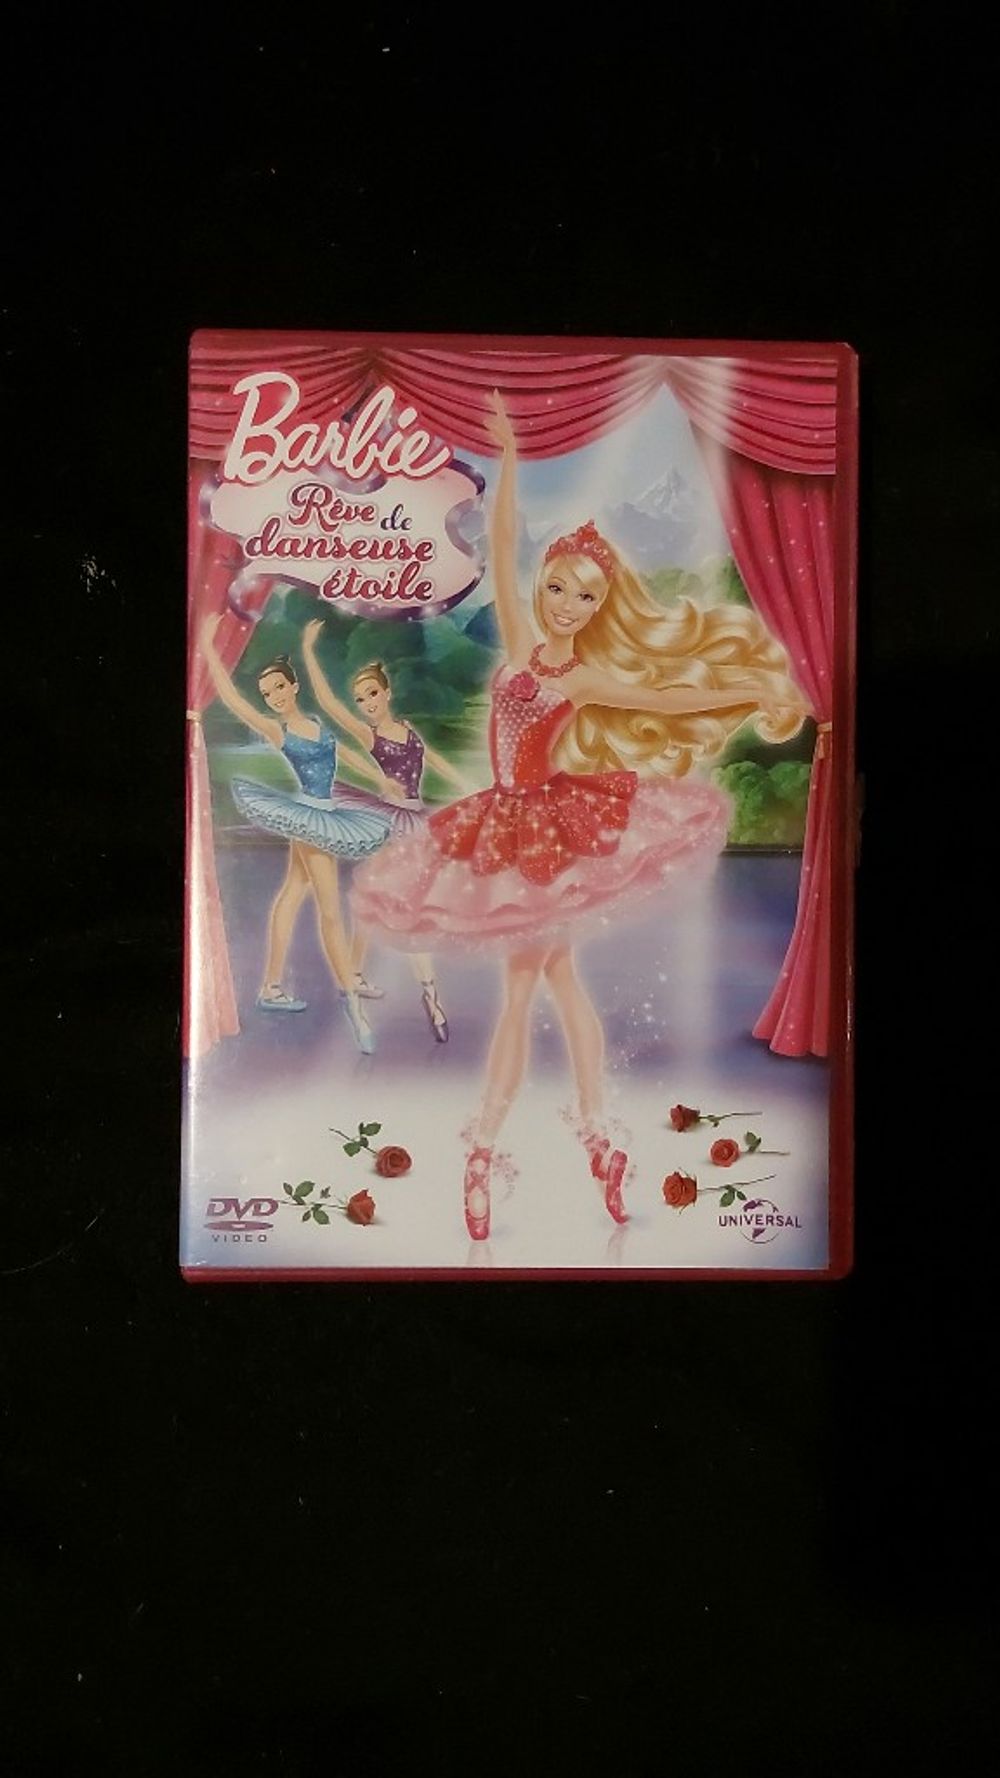 Barbie
Rêve de
danseuse
étoile
DVD
VIDEO
UNIVERSAL